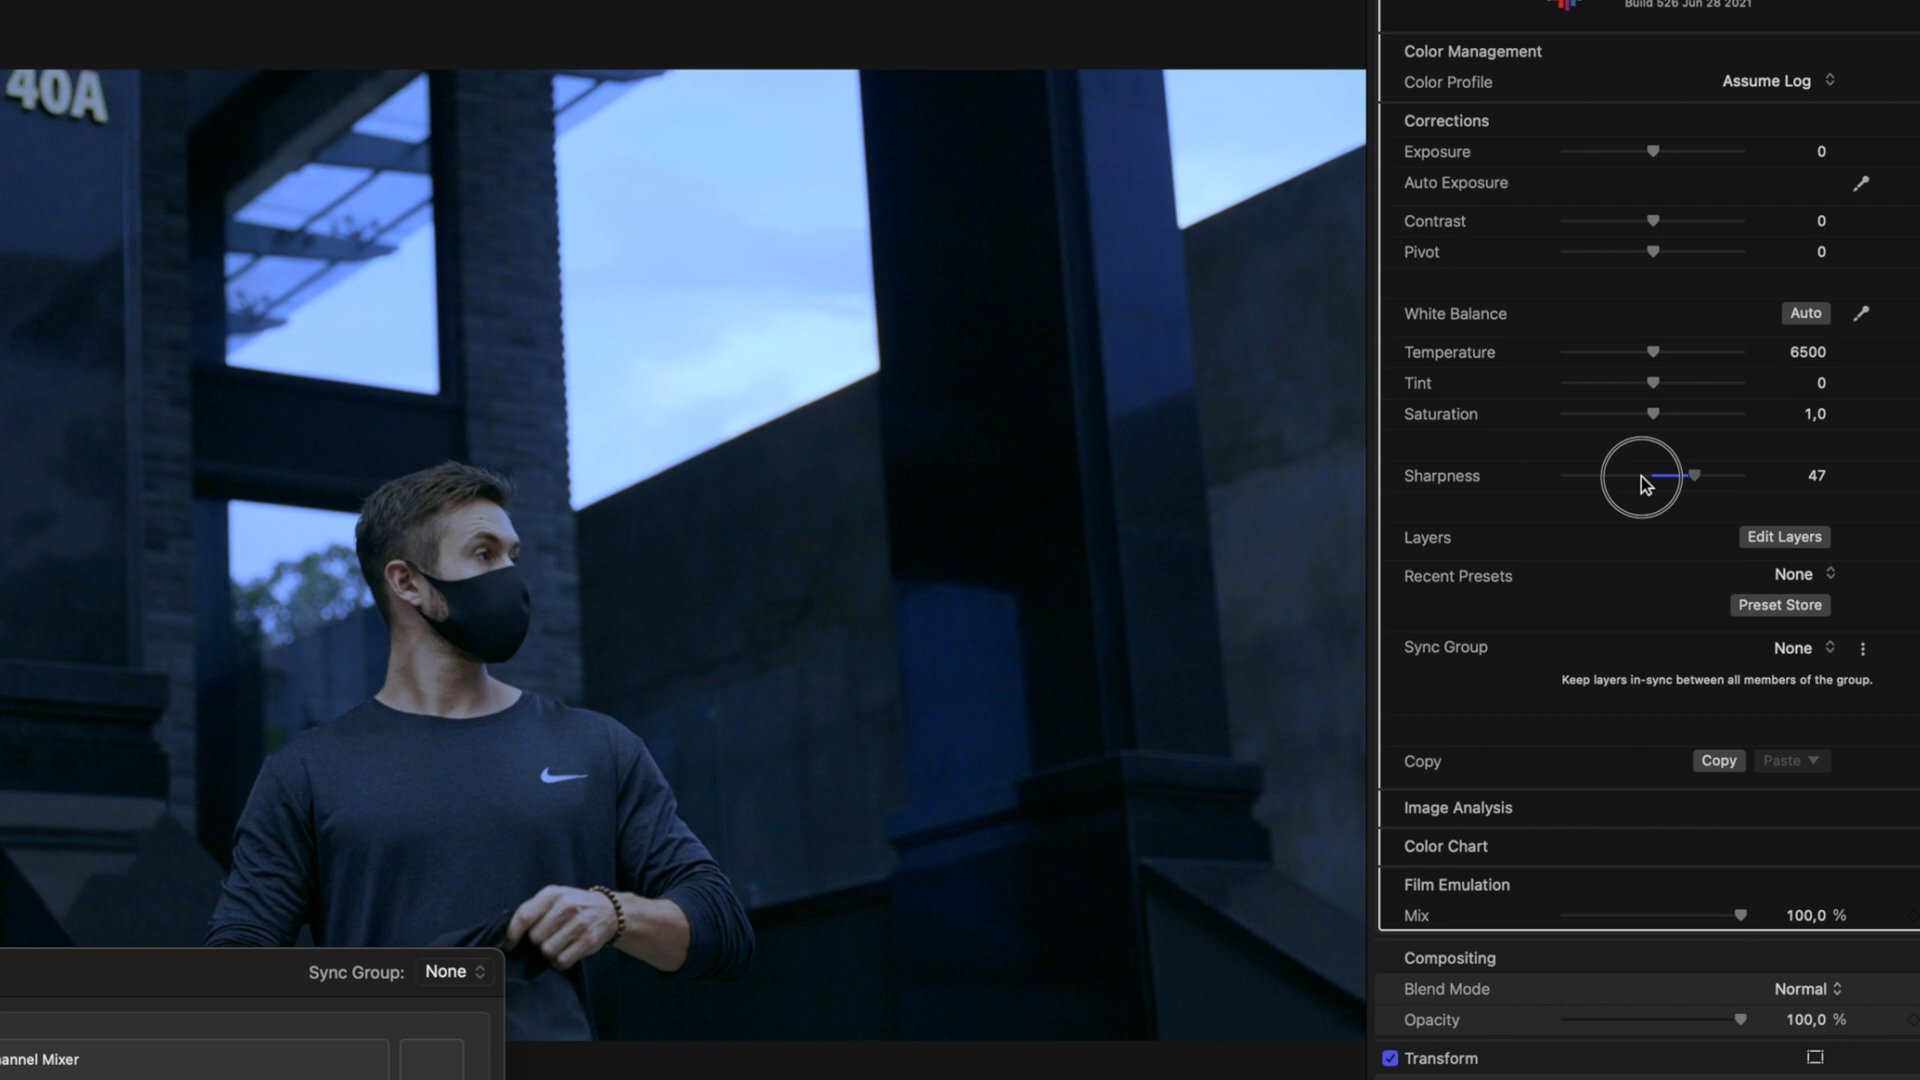 Build 526 Jun 28 2021
Color Management
Color Profile Assume Log
Corrections
Exposure 0
Auto Exposure
Contrast 0
Pivot 0
White Balance Auto
Temperature 6500
Tint 0
Saturation 1,0
Sharpness 47
Layers Edit Layers
Recent Presets None
Preset Store
Sync Group None
Keep layers in-sync between all members of the group.
Copy Copy Paste
Image Analysis
Color Chart
Film Emulation
Mix 100,0 %
Compositing
Blend Mode Normal
Opacity 100,0 %
Transform
40A
Sync Group: None
annel Mixer